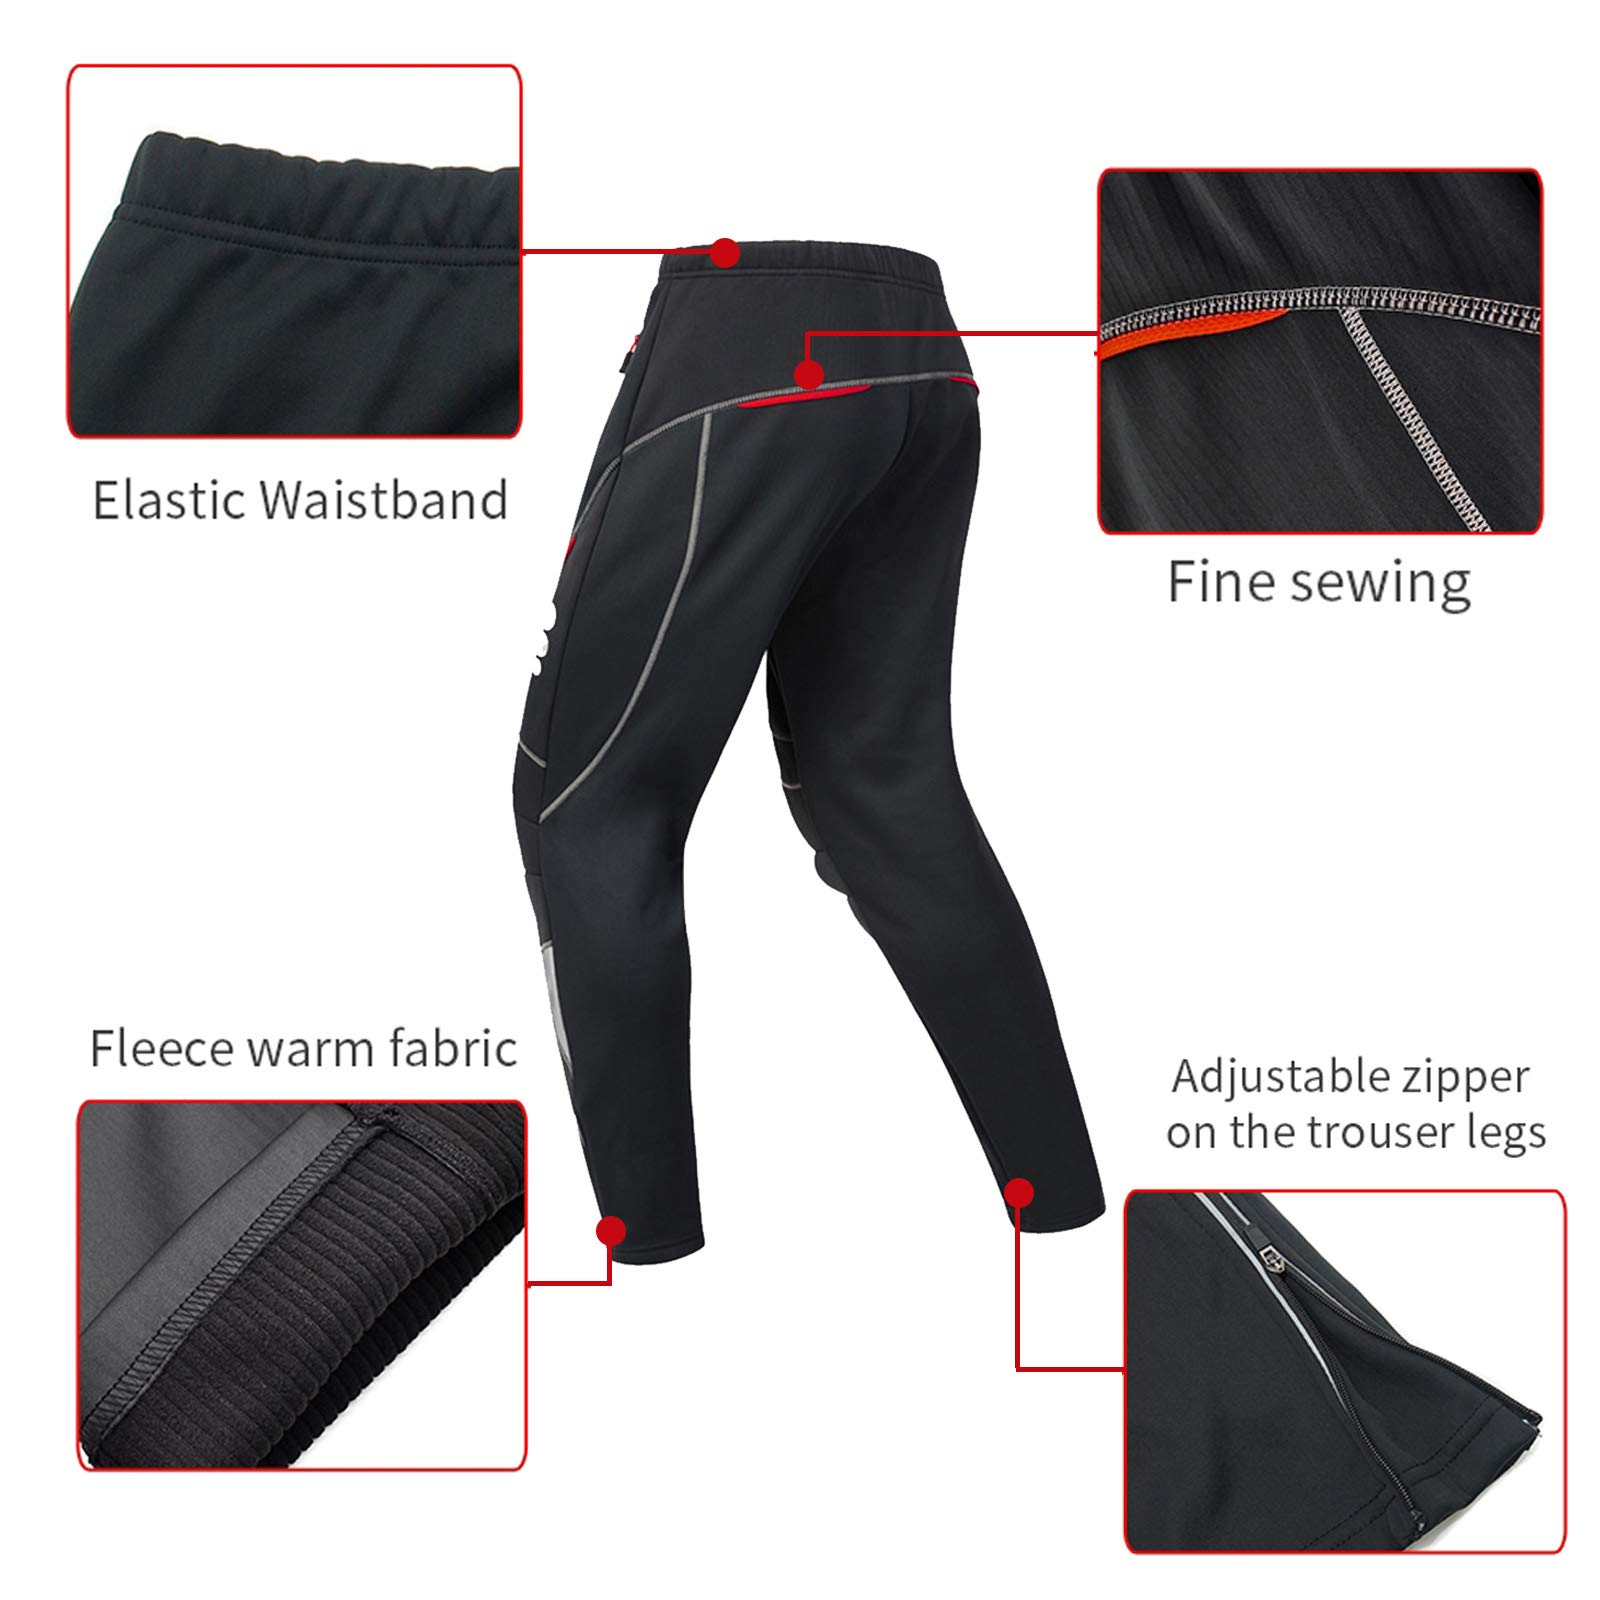 Elastic Waistband
Fine sewing
Fleece warm fabric
Adjustable zipper
on the trouser legs